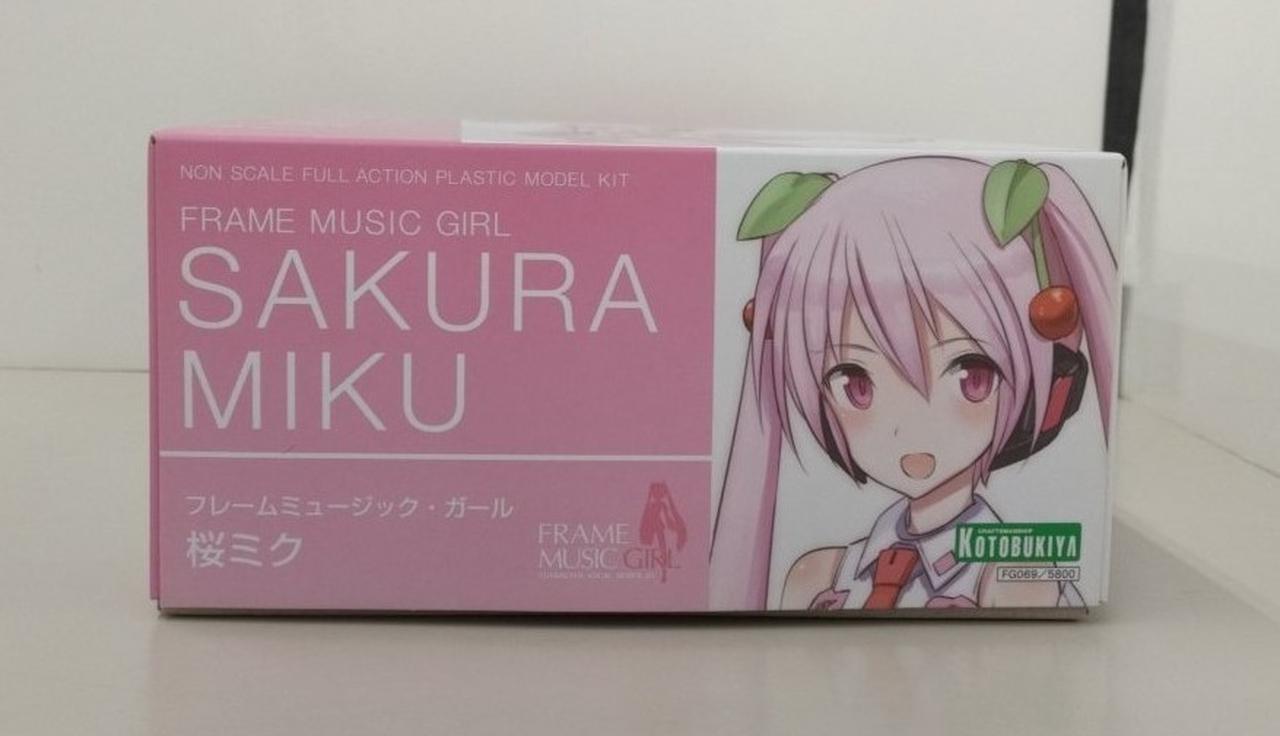 NON SCALE FULL ACTION PLASTIC MODEL KIT
FRAME MUSIC GIRL
SAKURA
MIKU
フレームミュージック・ガール
桜ミク
FRAME
MUSIC GIRL
CRAFTSMANSHIP
KOTOBUKIYA
FG069/5800